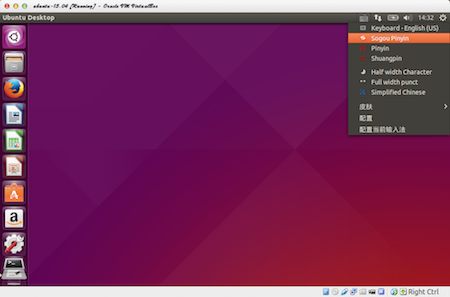 ubuntu-15.04 [Running] - Oracle VM VirtualBox
Ubuntu Desktop
14:32
Keyboard - English (US)
Sogou Pinyin
Pinyin
Shuangpin
Half width Character
Full width punct
Simplified Chinese
皮肤
配置
配置当前输入法
Right Ctrl